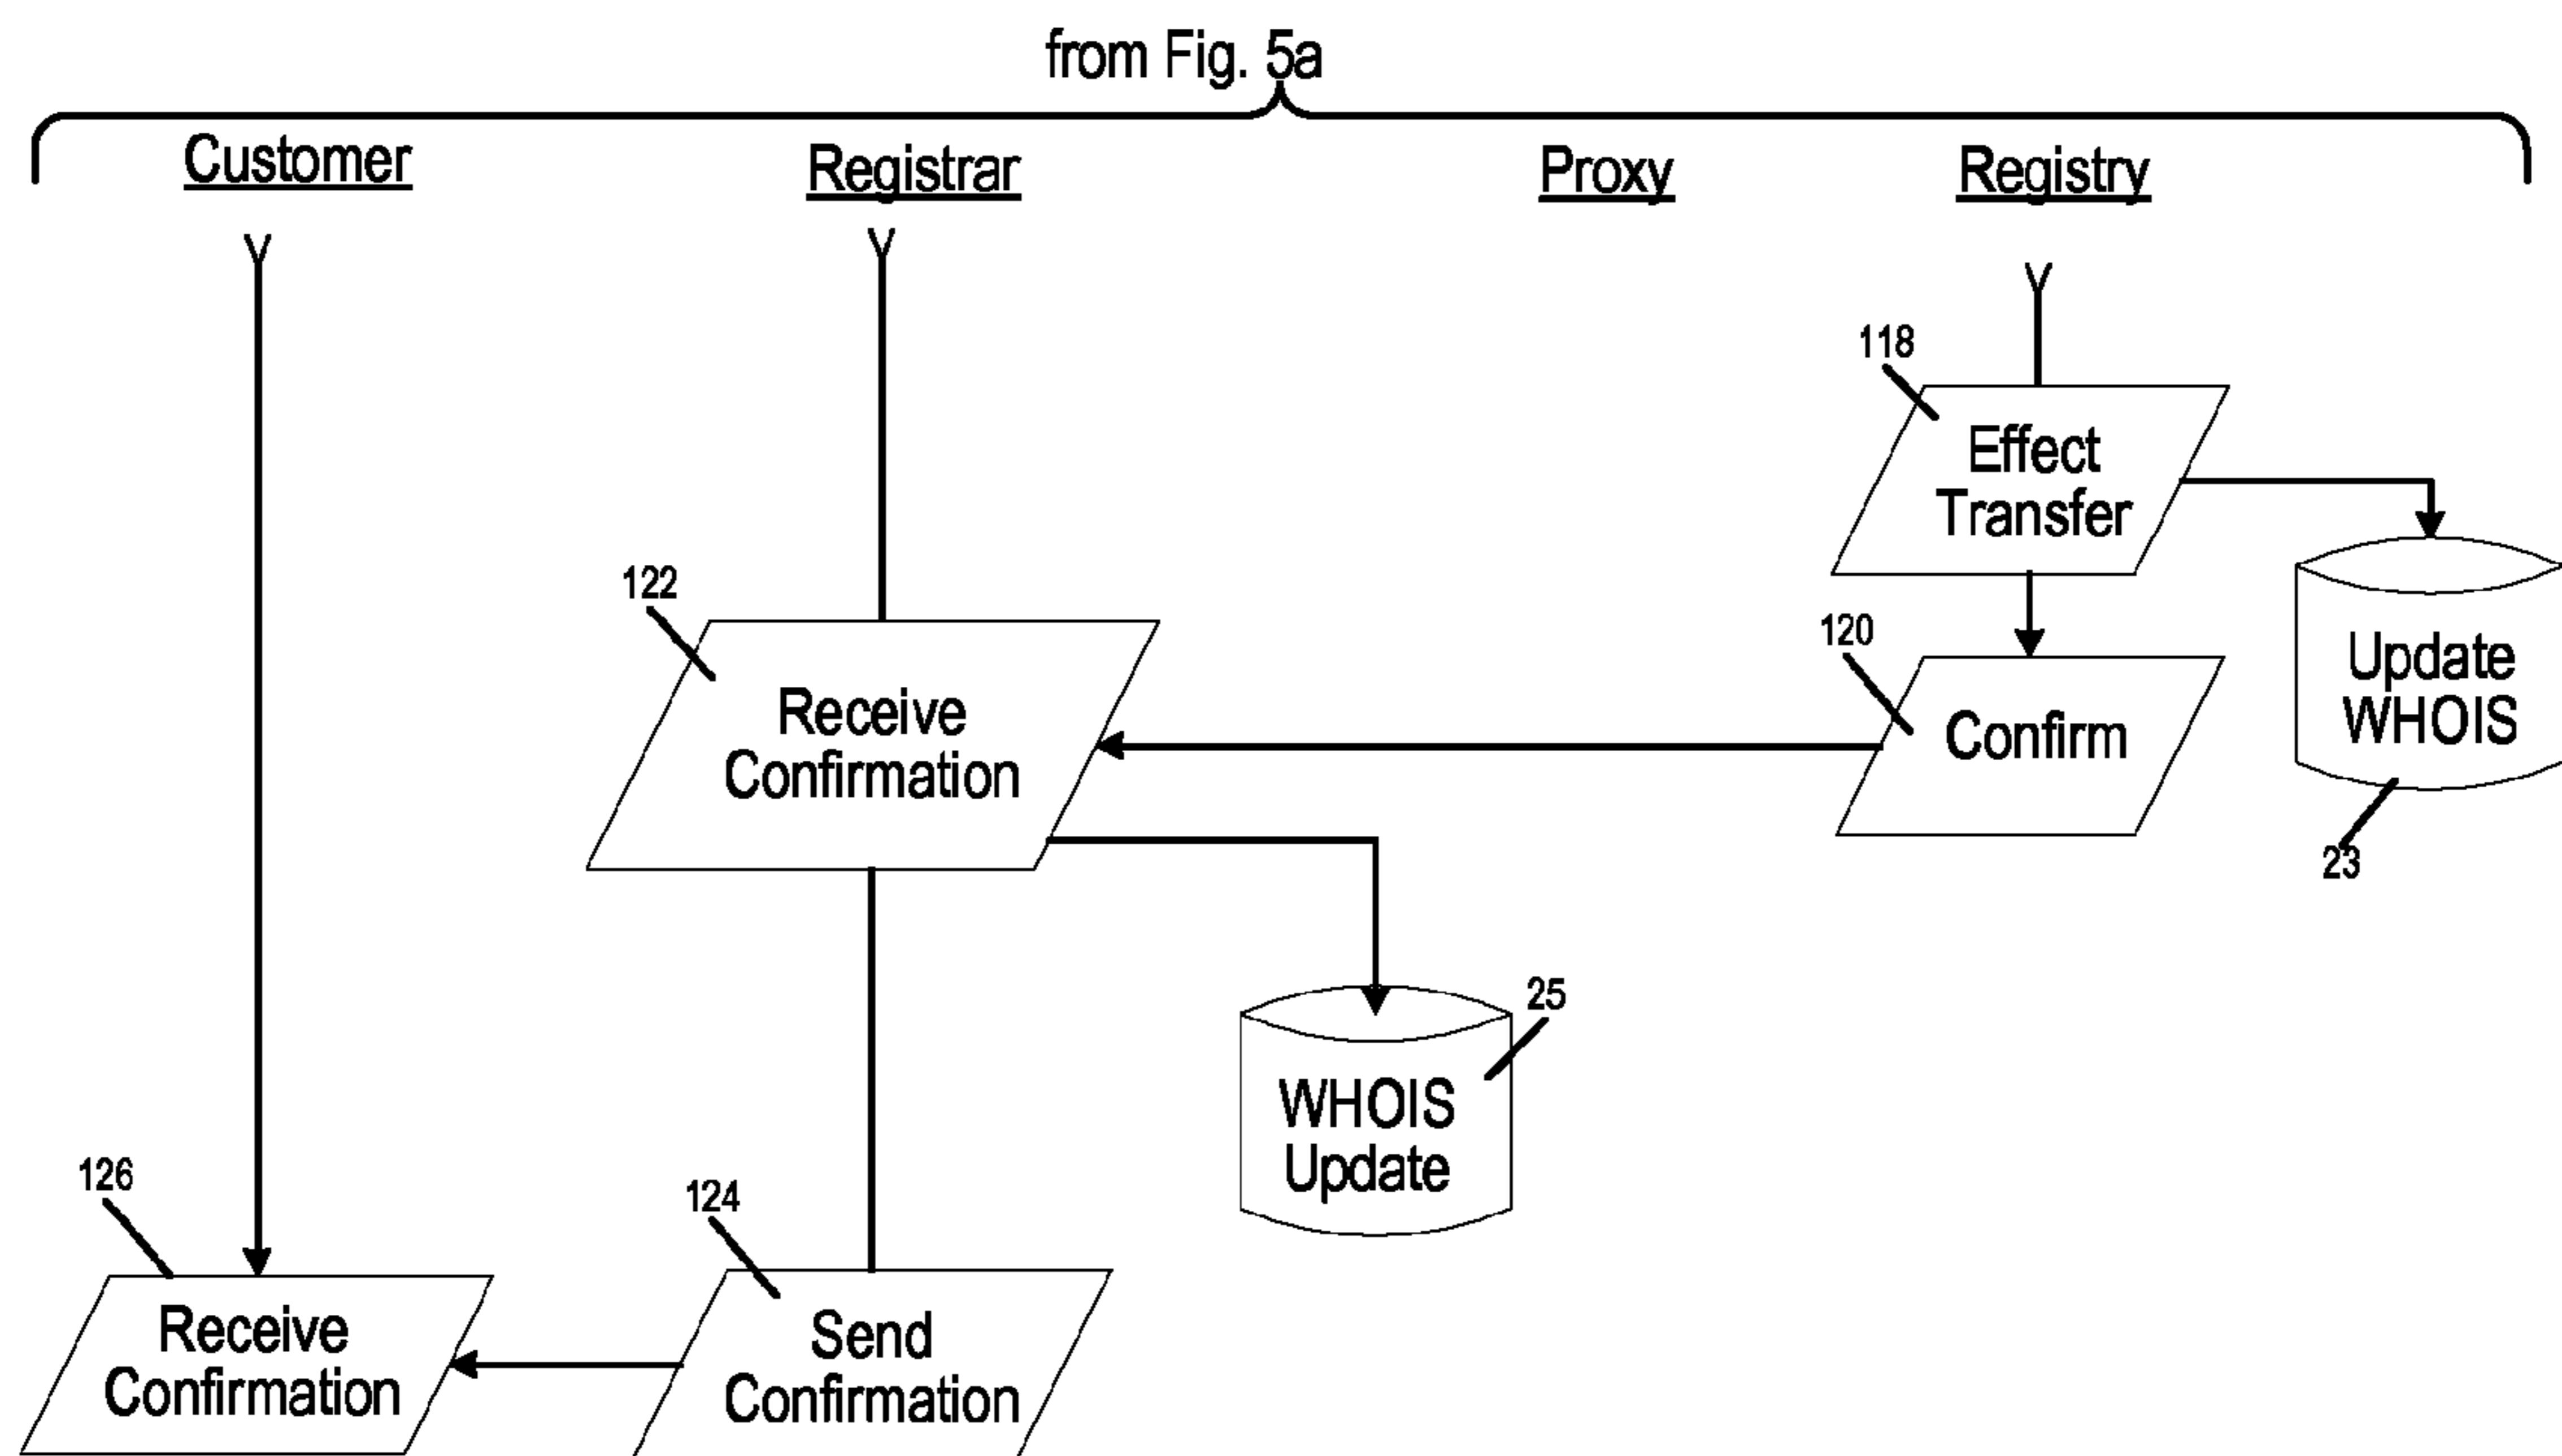 from Fig. 5a
Customer
Registrar
Proxy
Registry
118
Effect
Transfer
122
120
Update
WHOIS
Receive
Confirmation
Confirm
23
25
WHOIS
Update
126
124
Receive
Confirmation
Send
Confirmation